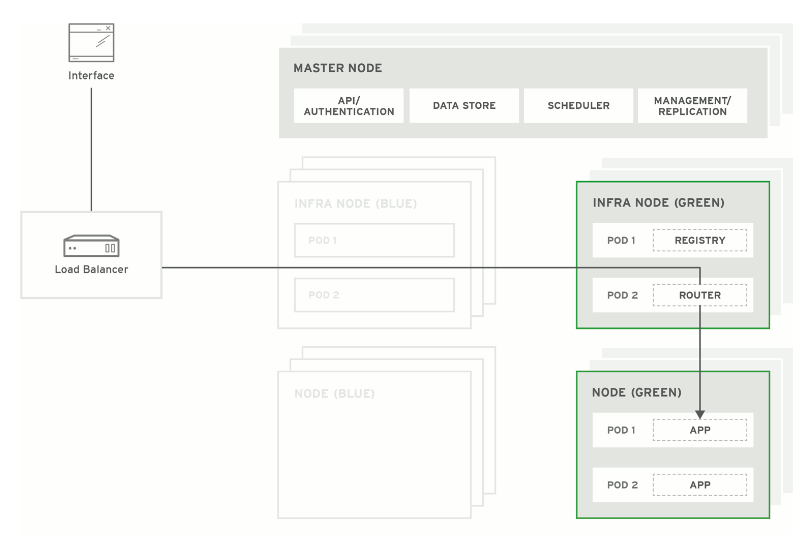 Interface
MASTER NODE
API/
AUTHENTICATION
DATA STORE
SCHEDULER
MANAGEMENT/
REPLICATION
INFRA NODE (BLUE)
POD 1
POD 2
INFRA NODE (GREEN)
POD 1 REGISTRY
POD 2 ROUTER
Load Balancer
NODE (BLUE)
NODE (GREEN)
POD 1 APP
POD 2 APP